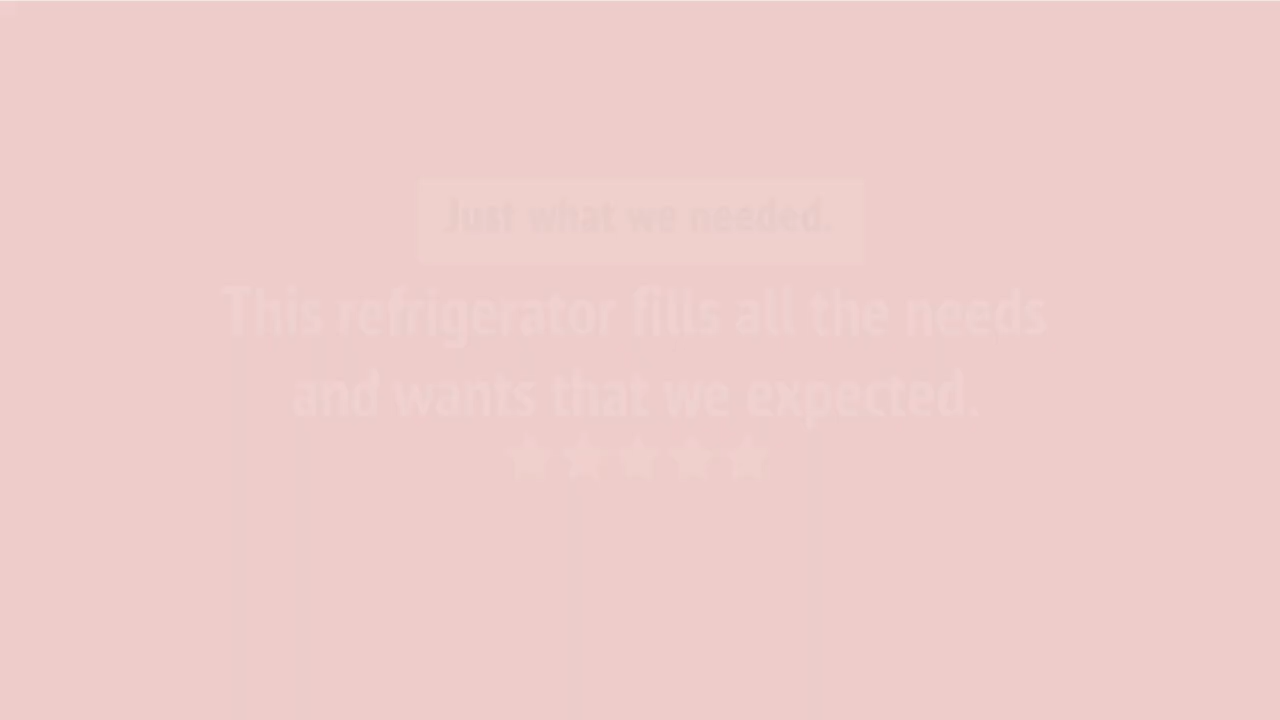 Just what we needed.
This refrigerator fills all the needs
and wants that we expected.